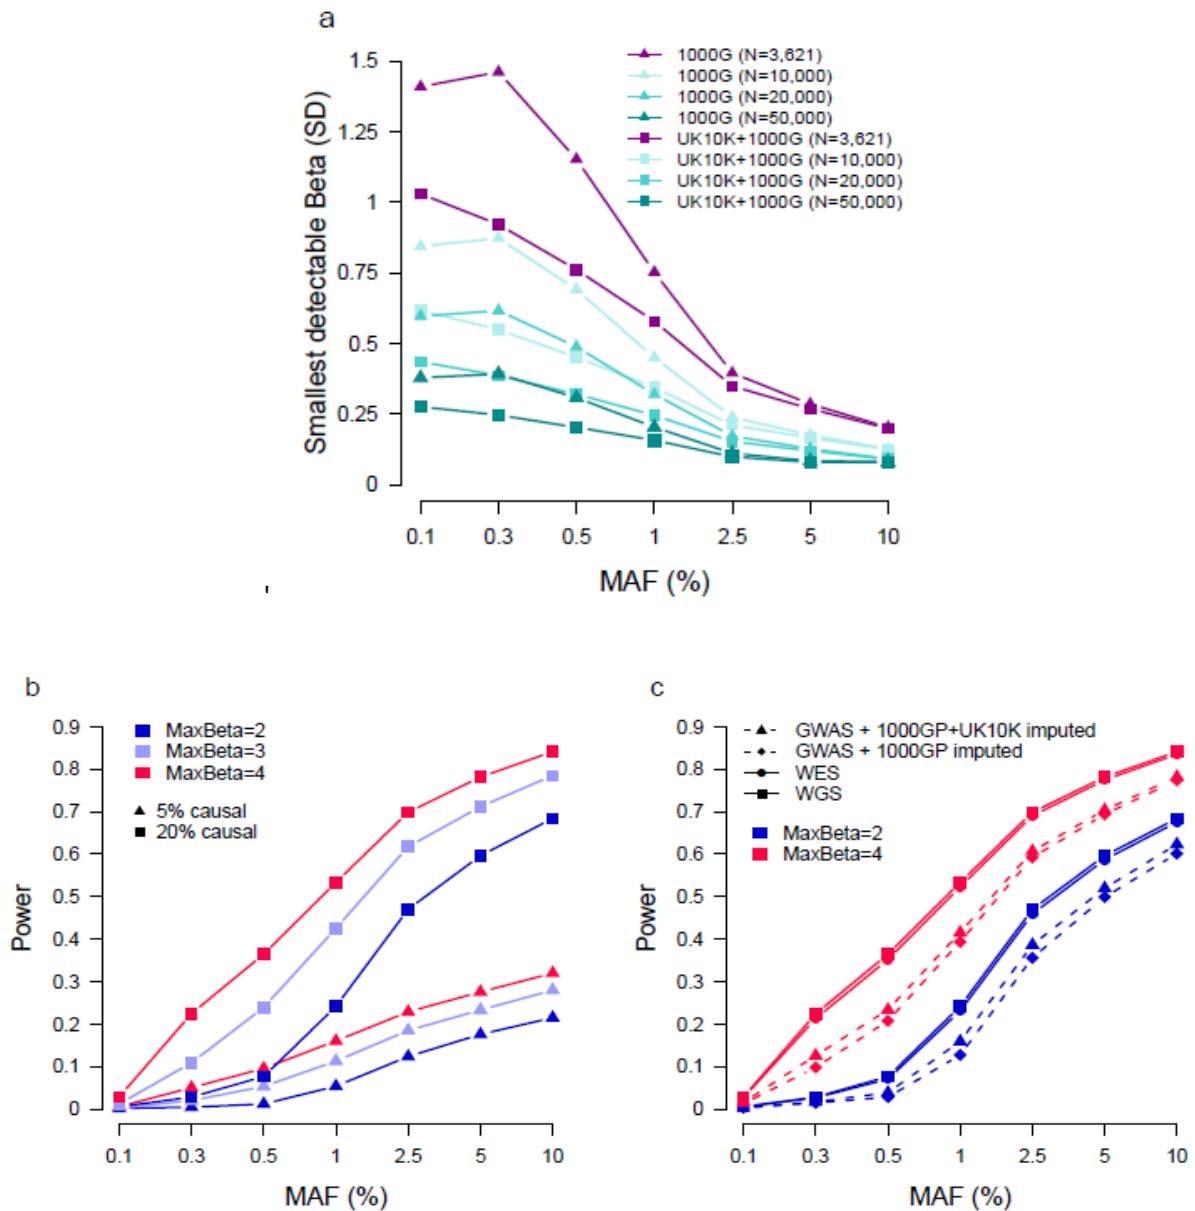 a
1000G (N=3,621)
1000G (N=10,000)
1000G (N=20,000)
1000G (N=50,000)
UK10K+1000G (N=3,621)
UK10K+1000G (N=10,000)
UK10K+1000G (N=20,000)
UK10K+1000G (N=50,000)
Smallest detectable Beta (SD)
1.5
1.25
1
0.75
0.5
0.25
0
0.1 0.3 0.5 1 2.5 5 10
MAF (%)
b
MaxBeta=2
MaxBeta=3
MaxBeta=4
5% causal
20% causal
Power
0.9
0.8
0.7
0.6
0.5
0.4
0.3
0.2
0.1
0
0.1 0.3 0.5 1 2.5 5 10
MAF (%)
c
GWAS + 1000GP+UK10K imputed
GWAS + 1000GP imputed
WES
WGS
MaxBeta=2
MaxBeta=4
Power
0.9
0.8
0.7
0.6
0.5
0.4
0.3
0.2
0.1
0
0.1 0.3 0.5 1 2.5 5 10
MAF (%)